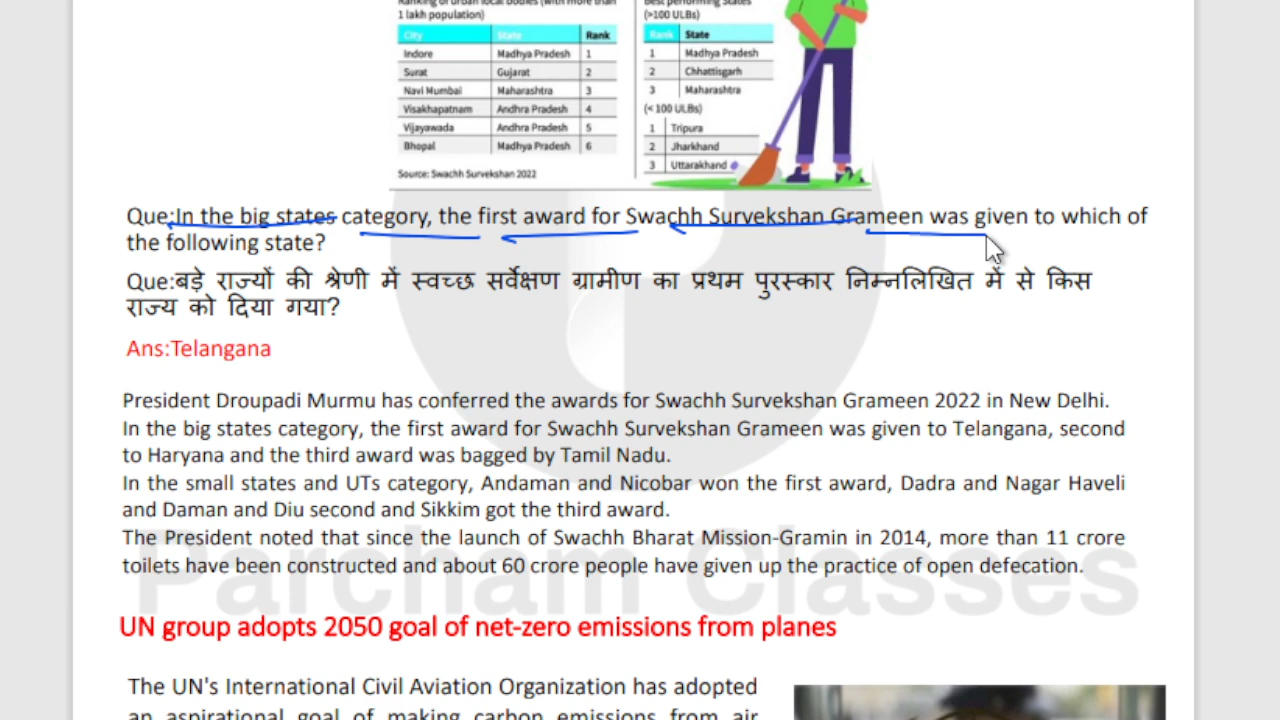 Ranking of urban local bodies (with more than
1 lakh population)
City State Rank
Indore Madhya Pradesh 1
Surat Gujarat 2
Navi Mumbai Maharashtra 3
Visakhapatnam Andhra Pradesh 4
Vijayawada Andhra Pradesh 5
Bhopal Madhya Pradesh 6
Source: Swachh Survekshan 2022
Best performing States
(>100 ULBs)
Rank State
1 Madhya Pradesh
2 Chhattisgarh
3 Maharashtra
(<100 ULBs)
1 Tripura
2 Jharkhand
3 Uttarakhand
Que:In the big states category, the first award for Swachh Survekshan Grameen was given to which of
the following state?
Que:बड़े राज्यों की श्रेणी में स्वच्छ सर्वेक्षण ग्रामीण का प्रथम पुरस्कार निम्नलिखित में से किस
राज्य को दिया गया?
Ans:Telangana
President Droupadi Murmu has conferred the awards for Swachh Survekshan Grameen 2022 in New Delhi.
In the big states category, the first award for Swachh Survekshan Grameen was given to Telangana, second
to Haryana and the third award was bagged by Tamil Nadu.
In the small states and UTs category, Andaman and Nicobar won the first award, Dadra and Nagar Haveli
and Daman and Diu second and Sikkim got the third award.
The President noted that since the launch of Swachh Bharat Mission-Gramin in 2014, more than 11 crore
toilets have been constructed and about 60 crore people have given up the practice of open defecation.
Parcham Classes
UN group adopts 2050 goal of net-zero emissions from planes
The UN's International Civil Aviation Organization has adopted
an aspirational goal of making carbon emissions from air